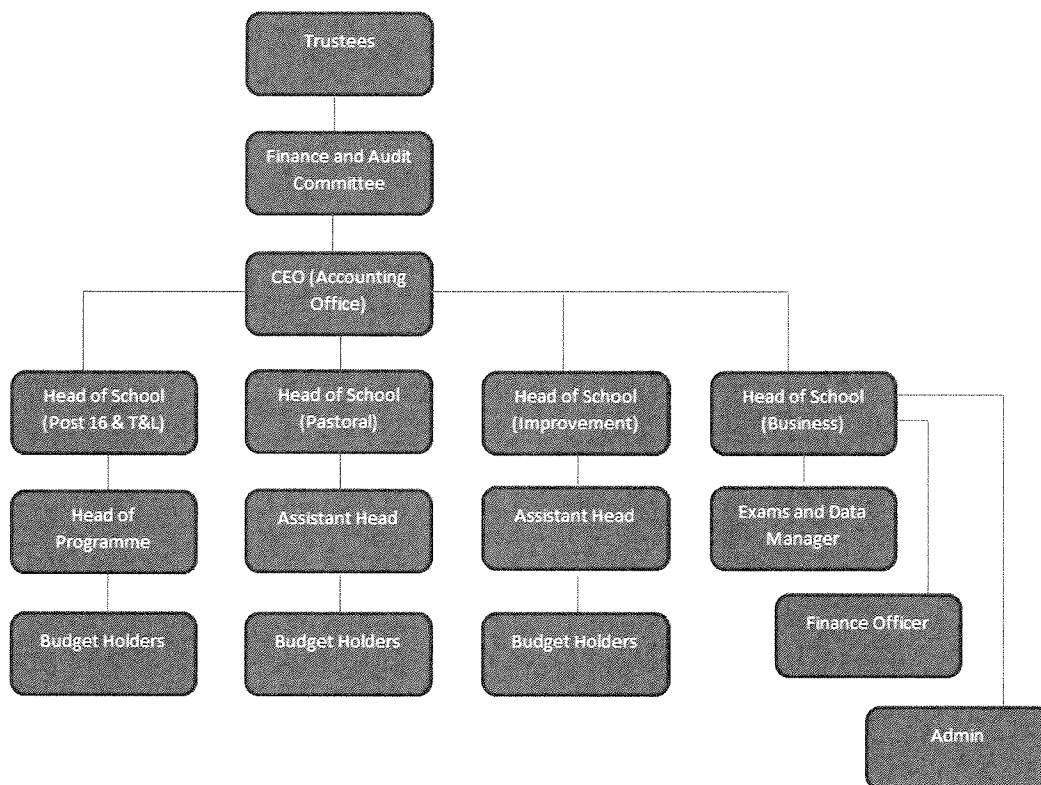 Trustees
Finance and Audit
Committee
CEO (Accounting
Office)
Head of School
(Post 16 & T&L)
Head of School
(Pastoral)
Head of School
(Improvement)
Head of School
(Business)
Head of
Programme
Assistant Head
Assistant Head
Exams and Data
Manager
Budget Holders
Budget Holders
Budget Holders
Finance Officer
Admin